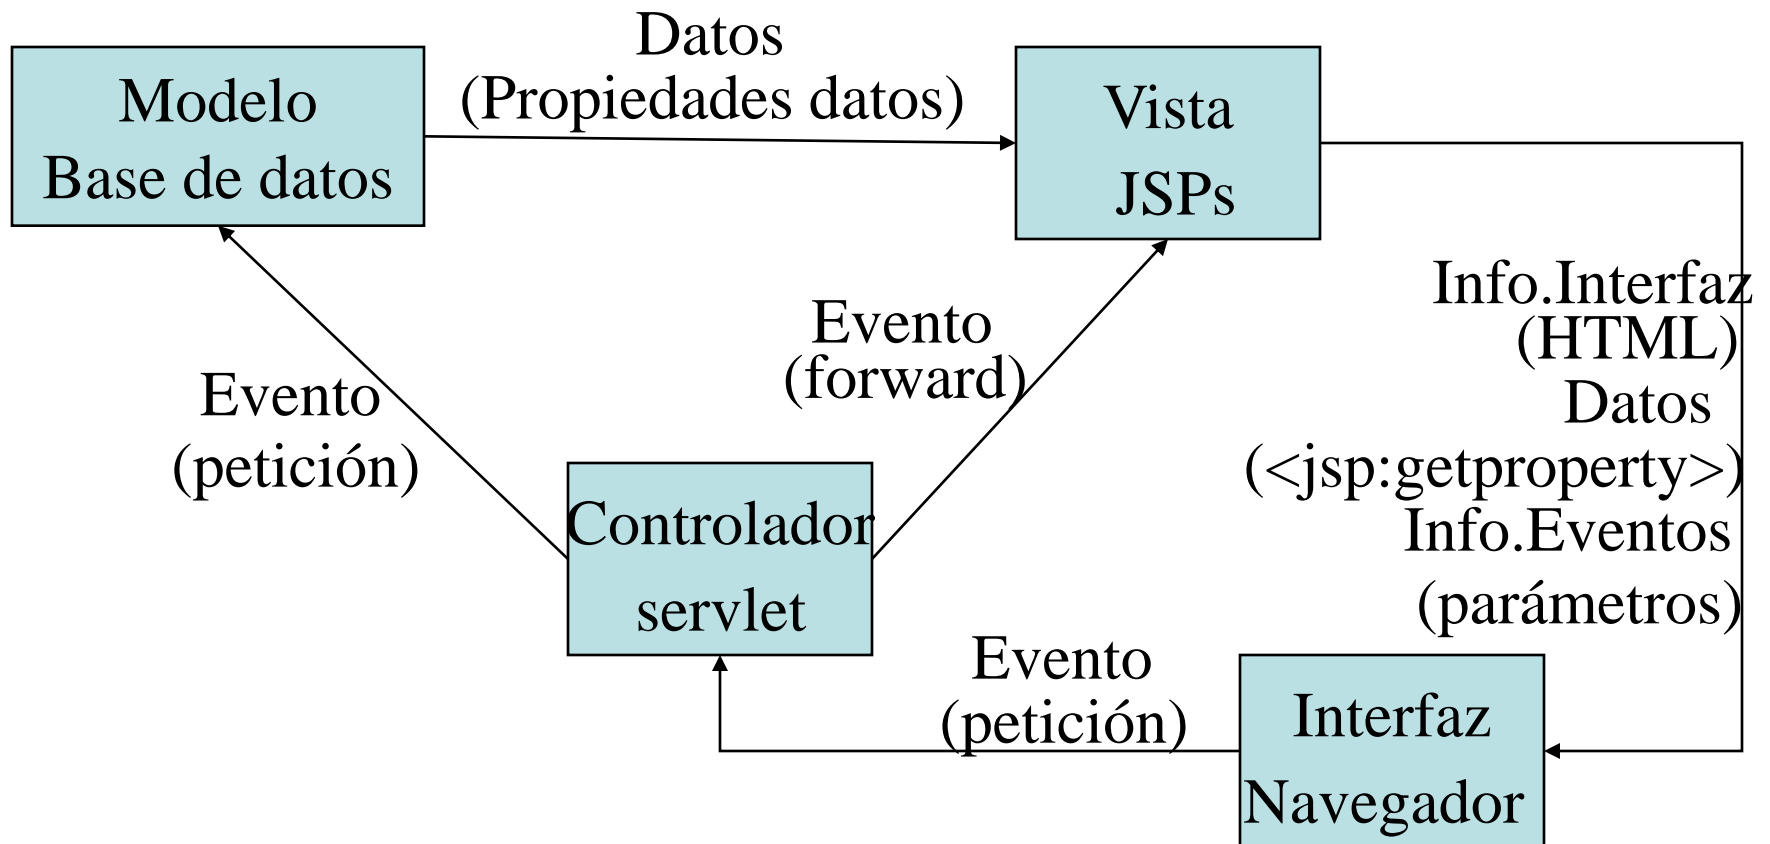 Datos
(Propiedades datos)
Modelo
Base de datos
Vista
JSPs
Info.Interfaz
(HTML)
Datos
(<jsp:getproperty>)
Info.Eventos
(parámetros)
Evento
(forward)
Evento
(petición)
Controlador
servlet
Evento
(petición)
Interfaz
Navegador